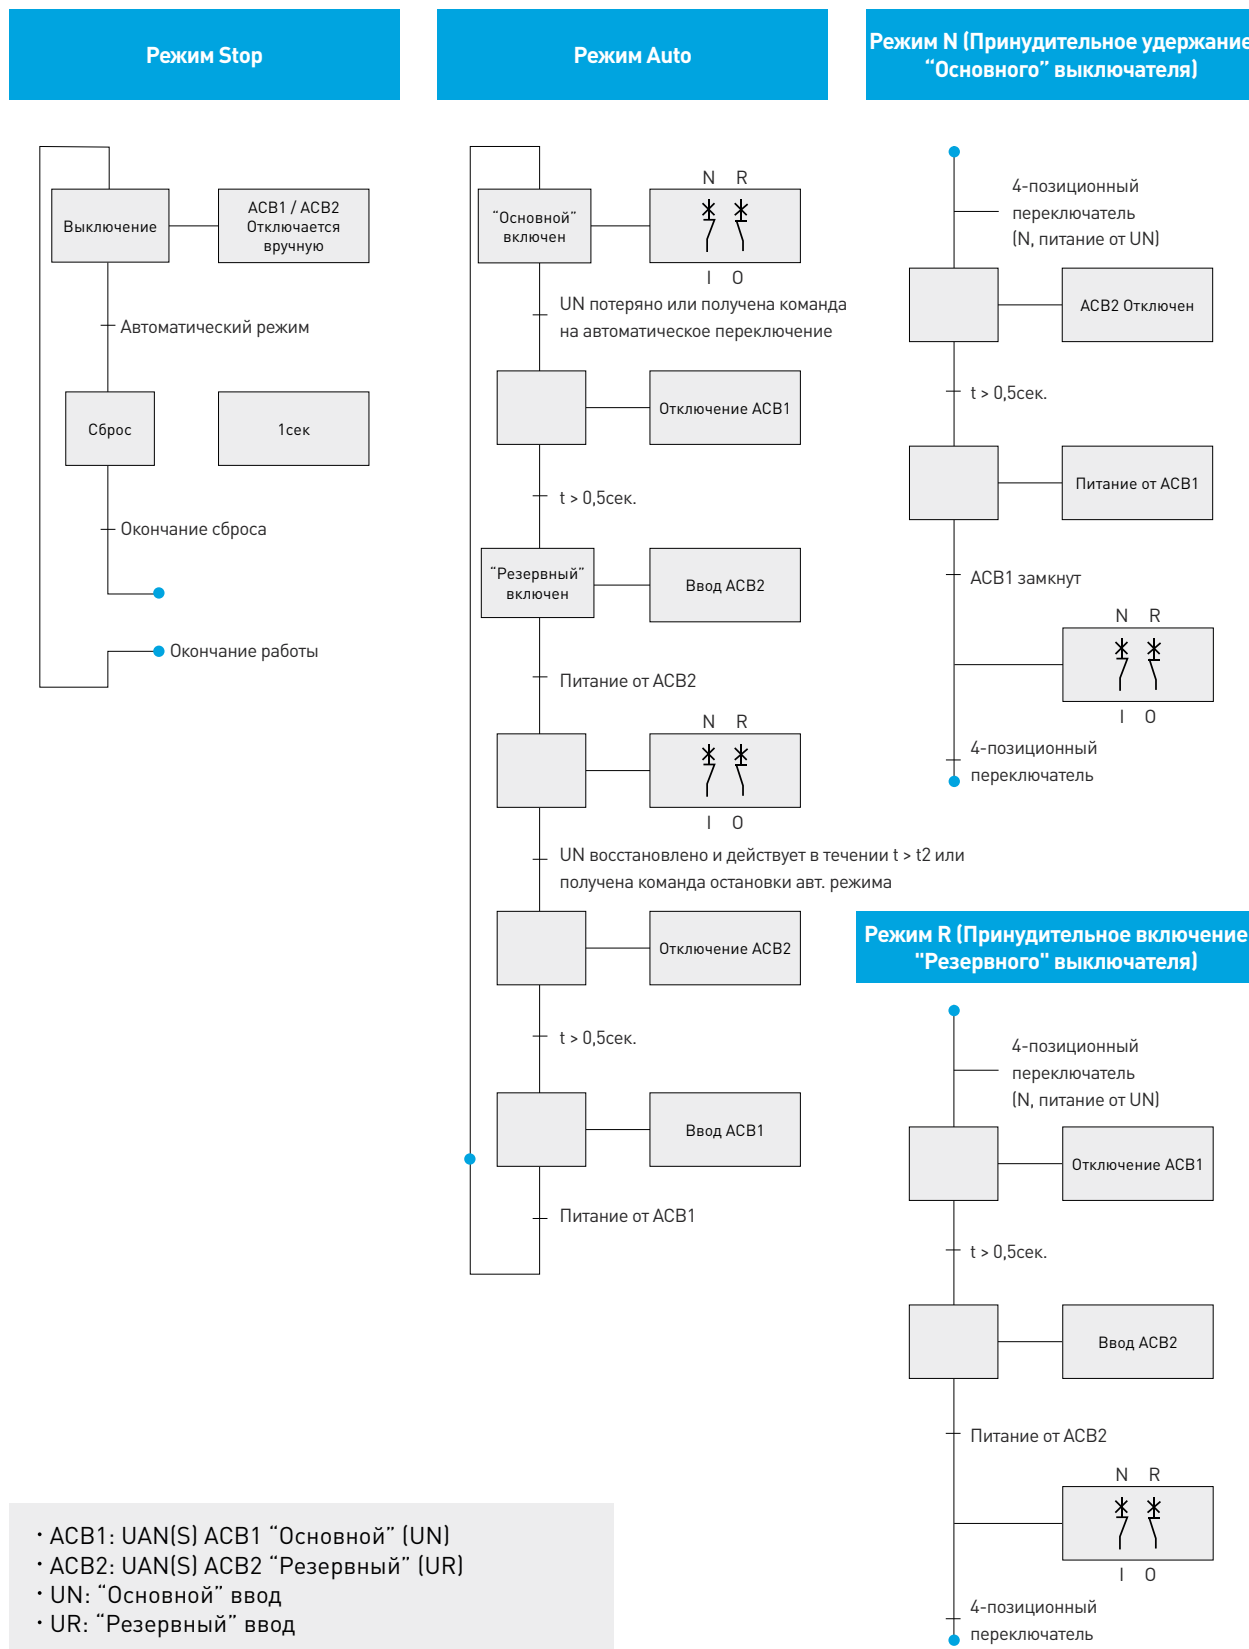 Режим Stop
Выключение
ACB1 / ACB2
Отключается
вручную
Автоматический режим
Сброс
1сек
Окончание сброса
Окончание работы
Режим Auto
“Основной”
включен
N R
I O
UN потеряно или получена команда
на автоматическое переключение
Отключение ACB1
t > 0,5сек.
“Резервный”
включен
Ввод ACB2
Питание от ACB2
N R
I O
UN восстановлено и действует в течении t > t2 или
получена команда остановки авт. режима
Отключение ACB2
t > 0,5сек.
Ввод ACB1
Питание от ACB1
Режим N (Принудительное удержание
“Основного” выключателя)
4-позиционный
переключатель
(N, питание от UN)
ACB2 Отключен
t > 0,5сек.
Питание от ACB1
ACB1 замкнут
N R
I O
4-позиционный
переключатель
Режим R (Принудительное включение
"Резервного" выключателя)
4-позиционный
переключатель
(N, питание от UN)
Отключение ACB1
t > 0,5сек.
Ввод ACB2
Питание от ACB2
N R
I O
4-позиционный
переключатель
· ACB1: UAN(S) ACB1 “Основной” (UN)
· ACB2: UAN(S) ACB2 “Резервный” (UR)
· UN: “Основной” ввод
· UR: “Резервный” ввод